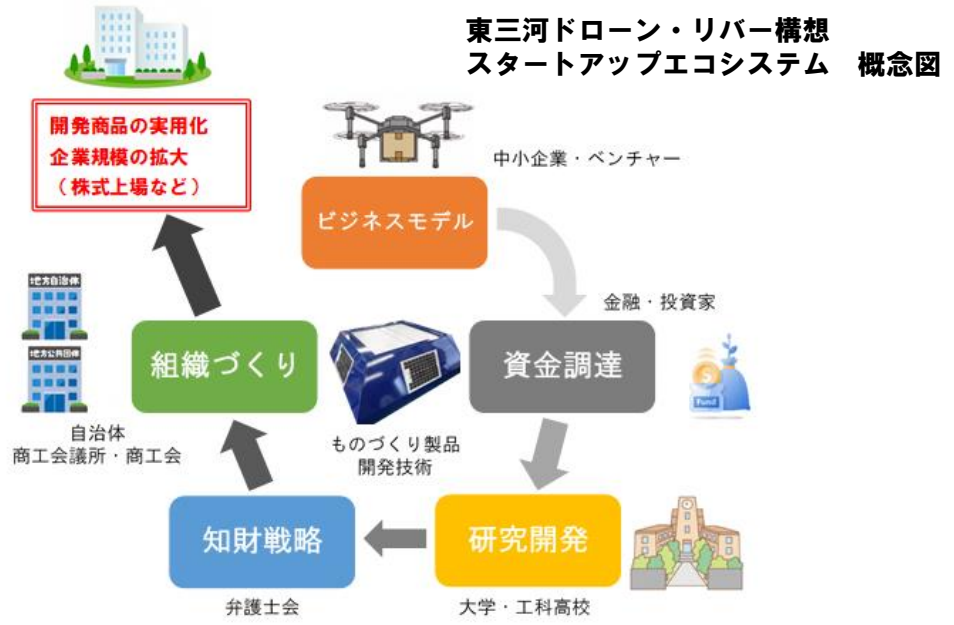 東三河ドローン・リバー構想
スタートアップエコシステム　概念図
開発商品の実用化
企業規模の拡大
（株式上場など）
中小企業・ベンチャー
ビジネスモデル
金融・投資家
地方自治体
組織づくり
資金調達
地方公共団体
Fund
自治体
商工会議所・商工会
ものづくり製品
開発技術
知財戦略
研究開発
弁護士会
大学・工科高校